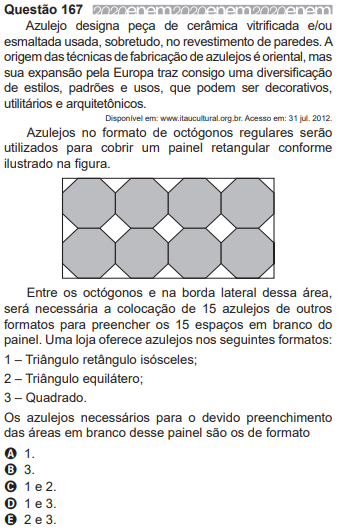 Questão 167 2020enem2020enem2020enem
Azulejo designa peça de cerâmica vitrificada e/ou
esmaltada usada, sobretudo, no revestimento de paredes. A
origem das técnicas de fabricação de azulejos é oriental, mas
sua expansão pela Europa traz consigo uma diversificação
de estilos, padrões e usos, que podem ser decorativos,
utilitários e arquitetônicos.
Disponível em: www.itaucultural.org.br. Acesso em: 31 jul. 2012.
Azulejos no formato de octógonos regulares serão
utilizados para cobrir um painel retangular conforme
ilustrado na figura.
Entre os octógonos e na borda lateral dessa área,
será necessária a colocação de 15 azulejos de outros
formatos para preencher os 15 espaços em branco do
painel. Uma loja oferece azulejos nos seguintes formatos:
1 – Triângulo retângulo isósceles;
2 – Triângulo equilátero;
3 – Quadrado.
Os azulejos necessários para o devido preenchimento
das áreas em branco desse painel são os de formato
A 1.
B 3.
C 1 e 2.
D 1 e 3.
E 2 e 3.